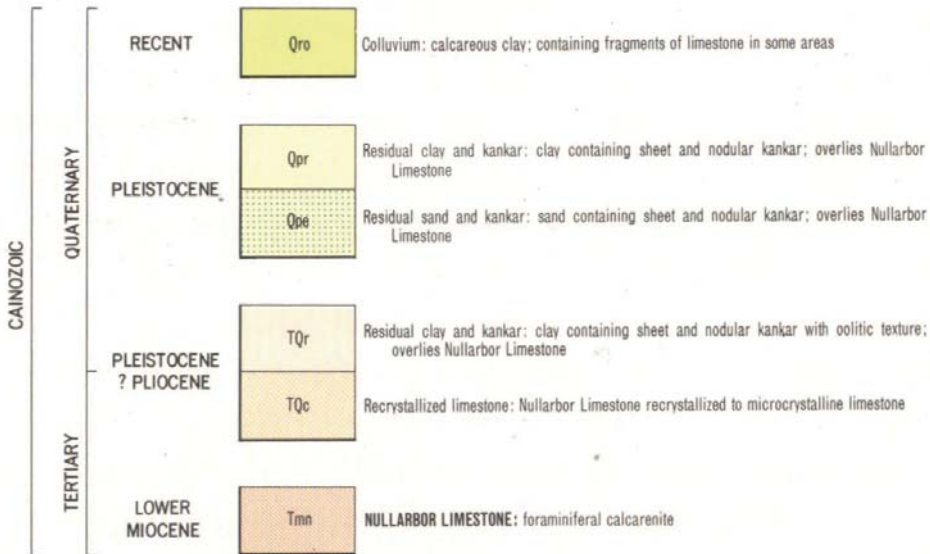 CAINOZOIC
QUATERNARY
TERTIARY
RECENT
Qro
Colluvium: calcareous clay; containing fragments of limestone in some areas
PLEISTOCENE
Qpr
Residual clay and kankar: clay containing sheet and nodular kankar; overlies Nullarbor
Limestone
Qpe
Residual sand and kankar: sand containing sheet and nodular kankar; overlies Nullarbor
Limestone
PLEISTOCENE
? PLIOCENE
TQr
Residual clay and kankar: clay containing sheet and nodular kankar with oolitic texture;
overlies Nullarbor Limestone
TQc
Recrystallized limestone: Nullarbor Limestone recrystallized to microcrystalline limestone
LOWER
MIOCENE
Tmn
NULLARBOR LIMESTONE: foraminiferal calcarenite